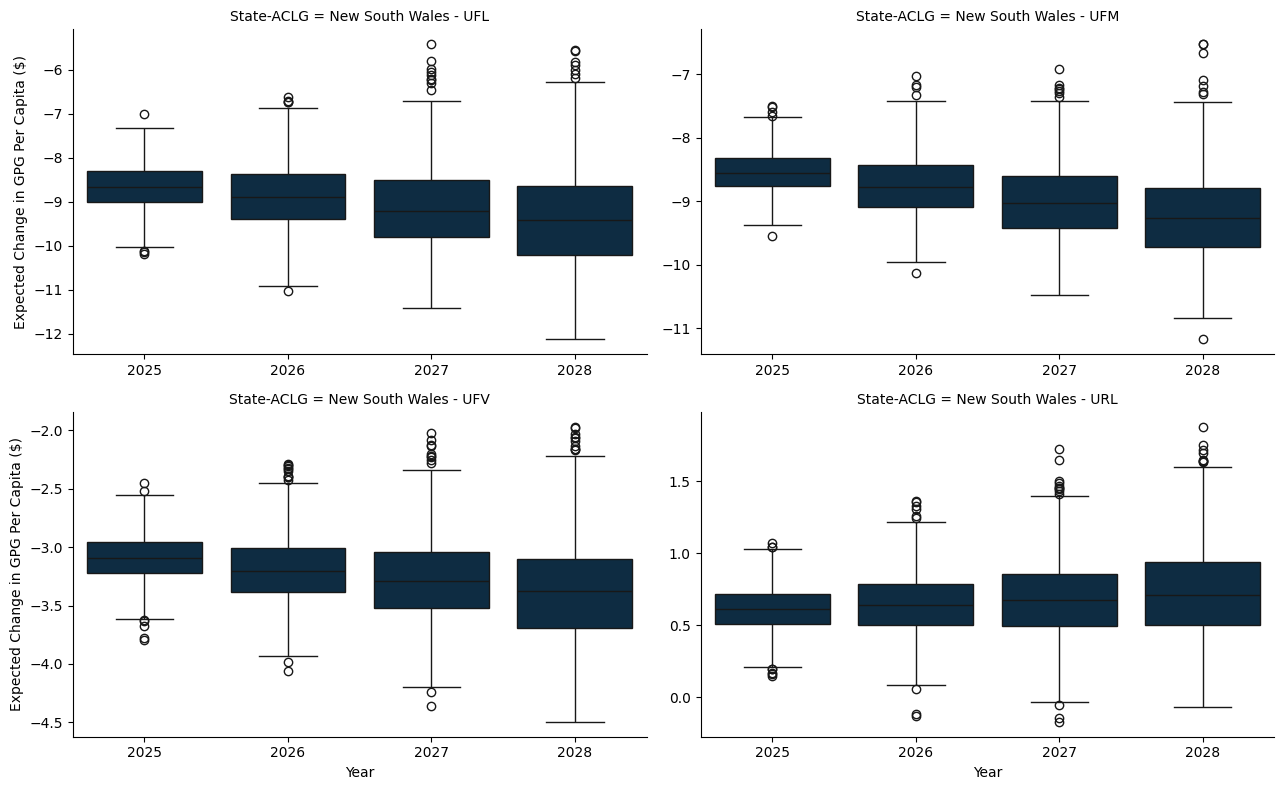 State-ACLG = New South Wales - UFL
Expected Change in GPG Per Capita ($)
−6
−7
−8
−9
−10
−11
−12
2025 2026 2027 2028
State-ACLG = New South Wales - UFM
−7
−8
−9
−10
−11
2025 2026 2027 2028
State-ACLG = New South Wales - UFV
Expected Change in GPG Per Capita ($)
−2.0
−2.5
−3.0
−3.5
−4.0
−4.5
2025 2026 2027 2028
Year
State-ACLG = New South Wales - URL
1.5
1.0
0.5
0.0
2025 2026 2027 2028
Year